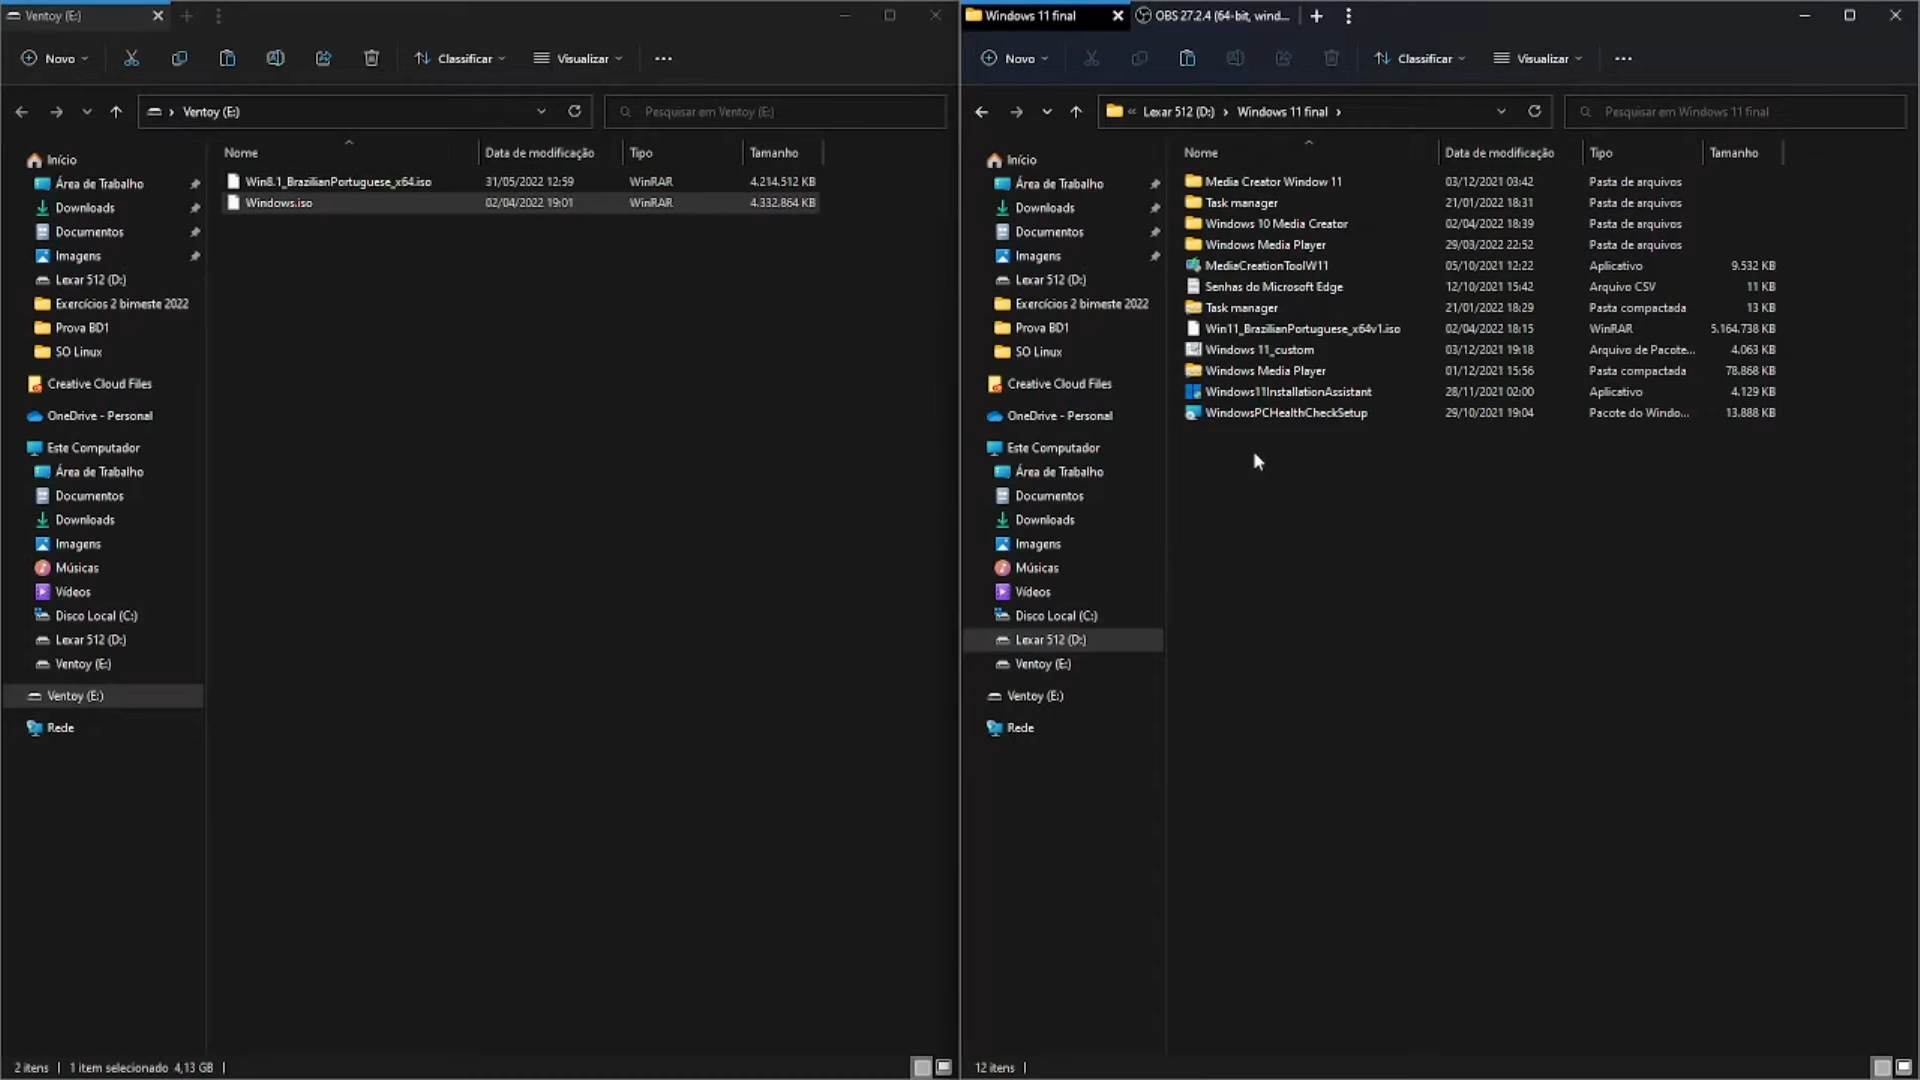 Ventoy (E:)
Novo
Classificar
Visualizar
Ventoy (E:)
Pesquisar em Ventoy (E:)
Início
Área de Trabalho
Downloads
Documentos
Imagens
Lexar 512 (D:)
Exercícios 2 bimeste 2022
Prova BD1
SO Linux
Creative Cloud Files
OneDrive - Personal
Este Computador
Área de Trabalho
Documentos
Downloads
Imagens
Músicas
Vídeos
Disco Local (C:)
Lexar 512 (D:)
Ventoy (E:)
Ventoy (E:)
Rede
Nome Data de modificação Tipo Tamanho
Win8.1_BrazilianPortuguese_x64.iso 31/05/2022 12:59 WinRAR 4.214.512 KB
Windows.iso 02/04/2022 19:01 WinRAR 4.332.864 KB
2 itens 1 item selecionado 4,13 GB
Windows 11 final
OBS 27.2.4 (64-bit, wind...
Novo
Classificar
Visualizar
« Lexar 512 (D:) Windows 11 final
Pesquisar em Windows 11 final
Início
Área de Trabalho
Downloads
Documentos
Imagens
Lexar 512 (D:)
Exercícios 2 bimeste 2022
Prova BD1
SO Linux
Creative Cloud Files
OneDrive - Personal
Este Computador
Área de Trabalho
Documentos
Downloads
Imagens
Músicas
Vídeos
Disco Local (C:)
Lexar 512 (D:)
Ventoy (E:)
Ventoy (E:)
Rede
Nome Data de modificação Tipo Tamanho
Media Creator Window 11 03/12/2021 03:42 Pasta de arquivos
Task manager 21/01/2022 18:31 Pasta de arquivos
Windows 10 Media Creator 02/04/2022 18:39 Pasta de arquivos
Windows Media Player 29/03/2022 22:52 Pasta de arquivos
MediaCreationToolW11 05/10/2021 12:22 Aplicativo 9.532 KB
Senhas do Microsoft Edge 12/10/2021 15:42 Arquivo CSV 11 KB
Task manager 21/01/2022 18:29 Pasta compactada 13 KB
Win11_BrazilianPortuguese_x64v1.iso 02/04/2022 18:15 WinRAR 5.164.738 KB
Windows 11_custom 03/12/2021 19:18 Arquivo de Pacote... 4.063 KB
Windows Media Player 01/12/2021 15:56 Pasta compactada 78.868 KB
Windows11InstallationAssistant 28/11/2021 02:00 Aplicativo 4.129 KB
WindowsPCHealthCheckSetup 29/10/2021 19:04 Pacote do Windo... 13.888 KB
12 itens